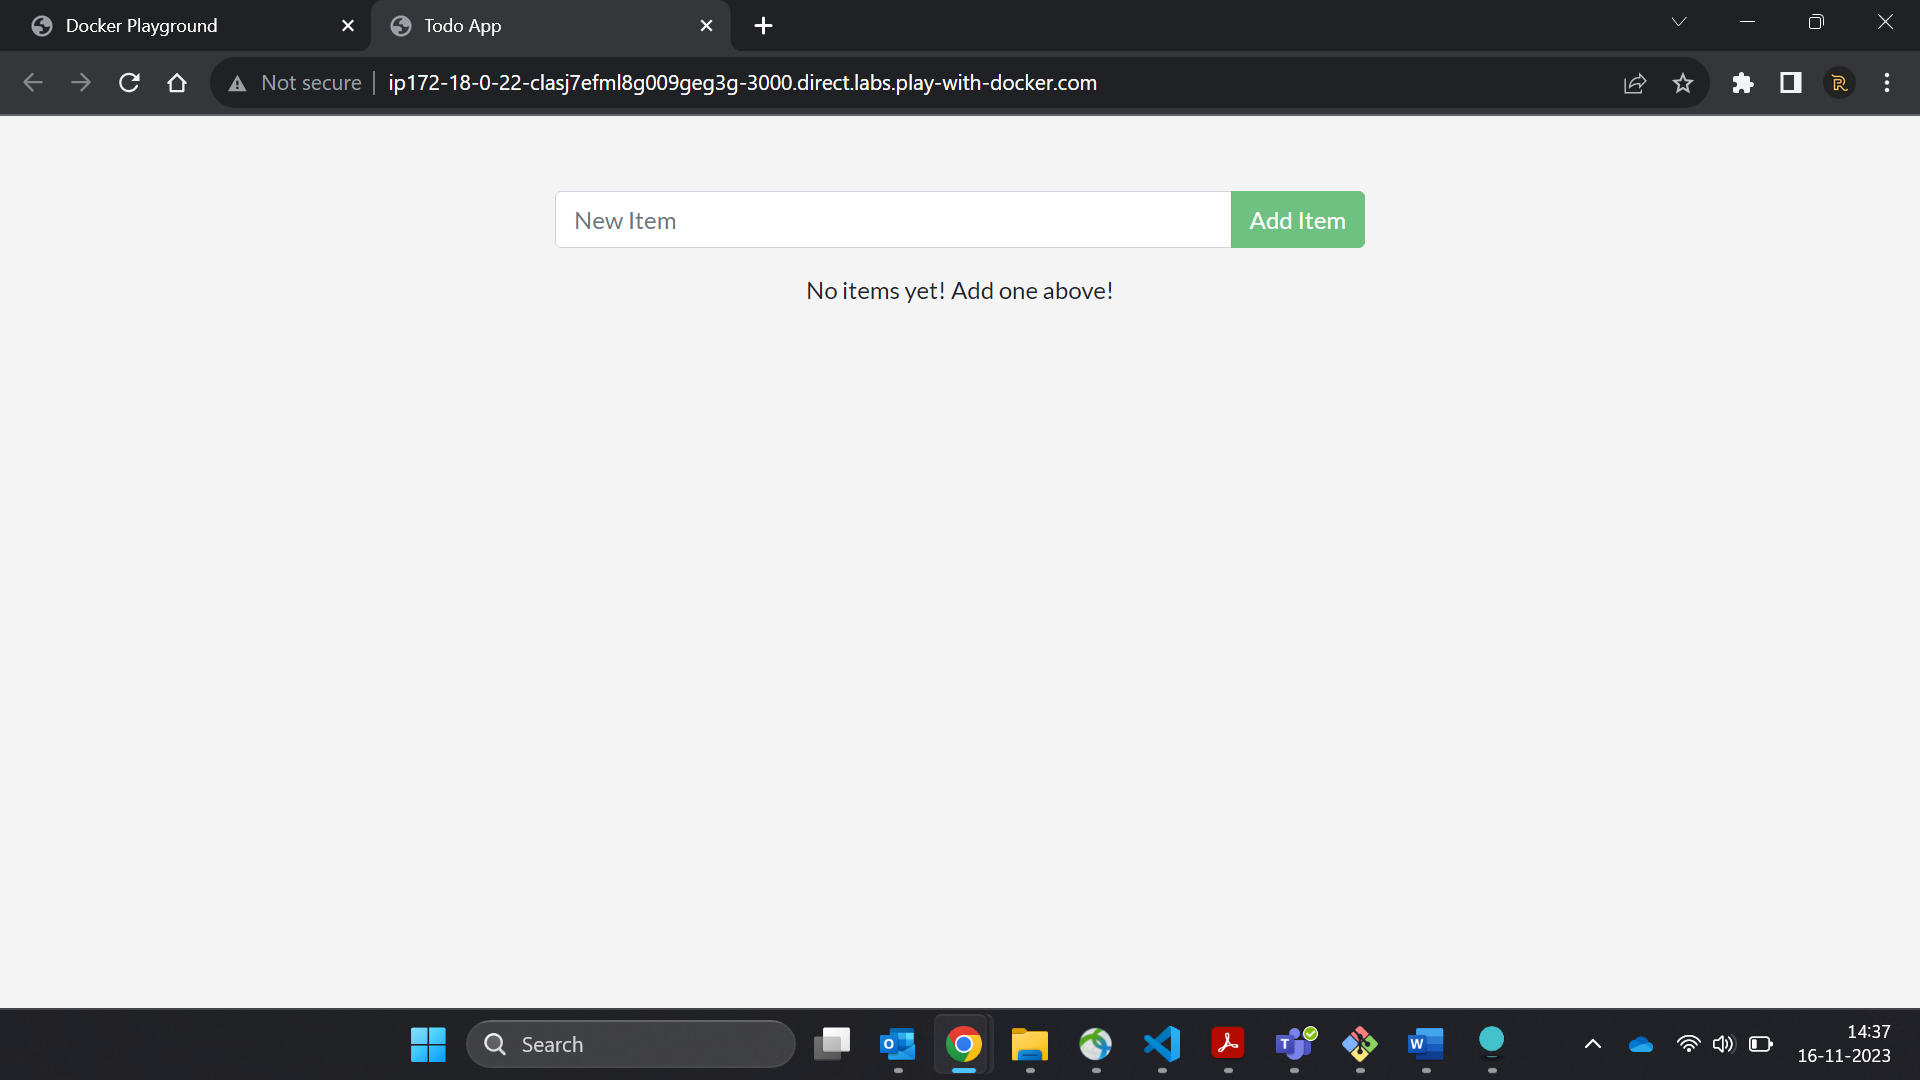 Docker Playground
Todo App
Not secure
ip172-18-0-22-clasj7efml8g009geg3g-3000.direct.labs.play-with-docker.com
New Item
Add Item
No items yet! Add one above!
Search
14:37
16-11-2023